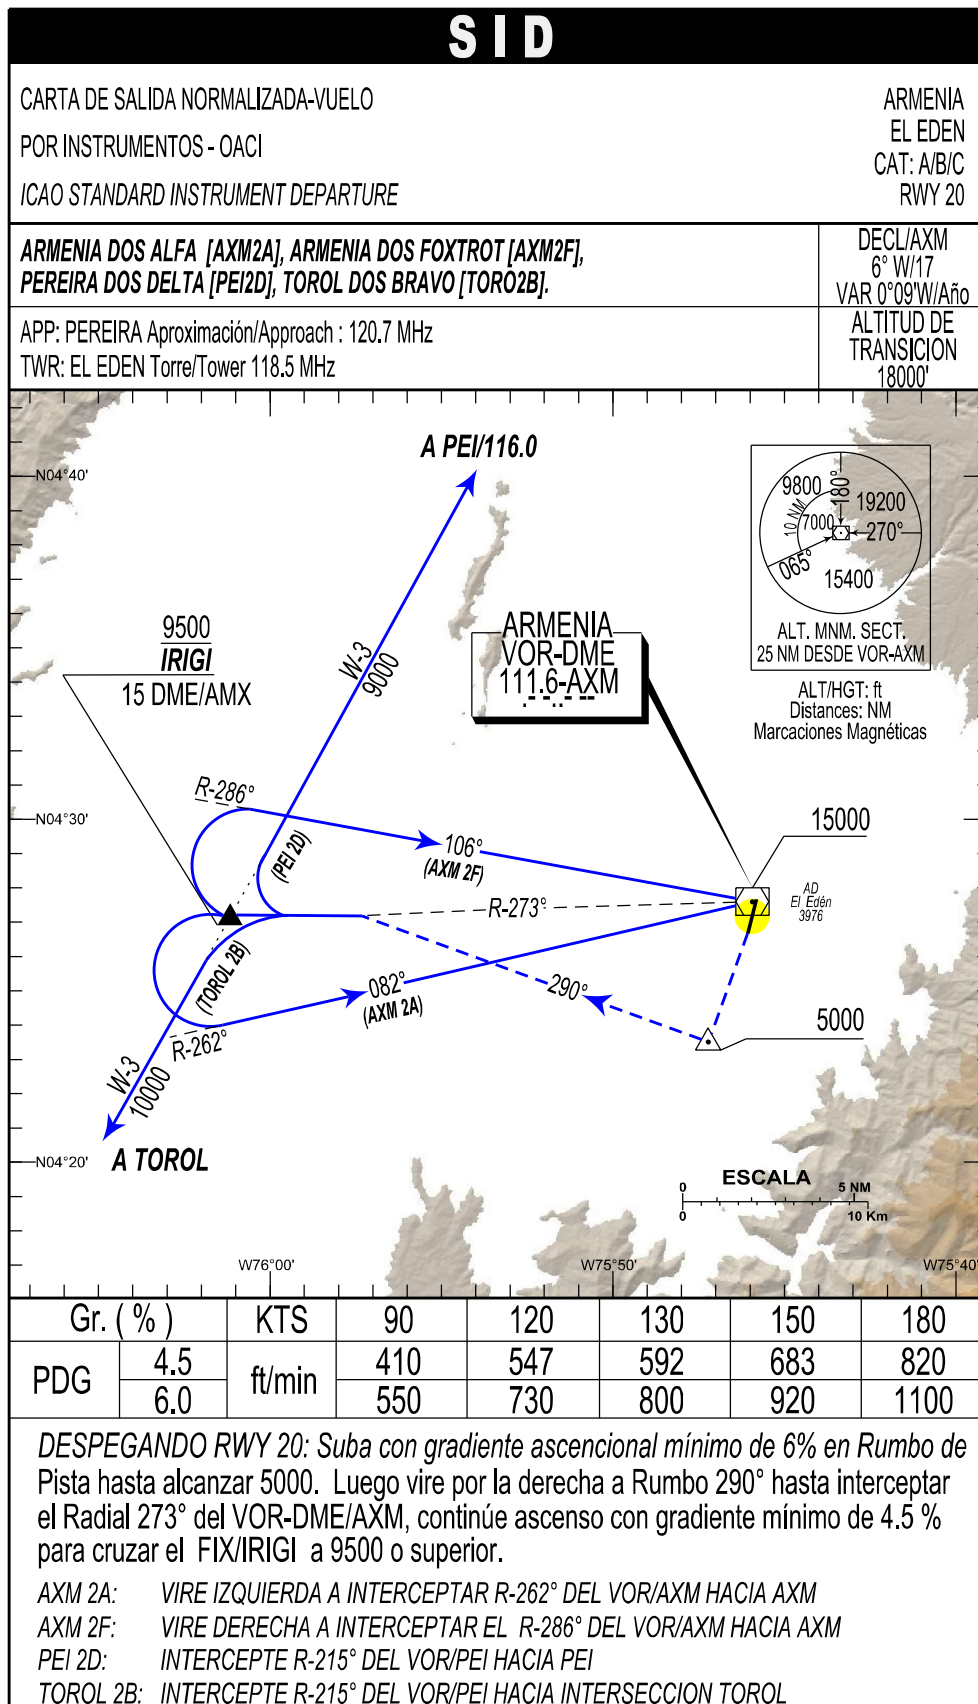 SID
CARTA DE SALIDA NORMALIZADA-VUELO
POR INSTRUMENTOS - OACI
ICAO STANDARD INSTRUMENT DEPARTURE
ARMENIA
EL EDEN
CAT: A/B/C
RWY 20
ARMENIA DOS ALFA [AXM2A], ARMENIA DOS FOXTROT [AXM2F],
PEREIRA DOS DELTA [PEI2D], TOROL DOS BRAVO [TORO2B].
DECL/AXM
6° W/17
VAR 0°09'W/Año
APP: PEREIRA Aproximación/Approach : 120.7 MHz
TWR: EL EDEN Torre/Tower 118.5 MHz
ALTITUD DE
TRANSICION
18000'
A PEI/116.0
N04°40'
9800
180°
19200
10 NM
7000
270°
065°
15400
ALT. MNM. SECT.
25 NM DESDE VOR-AXM
ALT/HGT: ft
Distances: NM
Marcaciones Magnéticas
9500
IRIGI
15 DME/AMX
W-3
9000
ARMENIA
VOR-DME
111.6-AXM
R-286°
N04°30'
(PEI 2D)
106°
(AXM 2F)
15000
AD
El Edén
3976
R-273°
(TOROL 2B)
082°
(AXM 2A)
290°
5000
R-262°
W-3
10000
A TOROL
N04°20'
ESCALA
0 5 NM
0 10 Km
W76°00'
W75°50'
W75°40'
Gr. ( % ) KTS 90 120 130 150 180
PDG 4.5 ft/min 410 547 592 683 820
6.0 550 730 800 920 1100
DESPEGANDO RWY 20: Suba con gradiente ascencional mínimo de 6% en Rumbo de
Pista hasta alcanzar 5000. Luego vire por la derecha a Rumbo 290° hasta interceptar
el Radial 273° del VOR-DME/AXM, continúe ascenso con gradiente mínimo de 4.5 %
para cruzar el FIX/IRIGI a 9500 o superior.
AXM 2A: VIRE IZQUIERDA A INTERCEPTAR R-262° DEL VOR/AXM HACIA AXM
AXM 2F: VIRE DERECHA A INTERCEPTAR EL R-286° DEL VOR/AXM HACIA AXM
PEI 2D: INTERCEPTE R-215° DEL VOR/PEI HACIA PEI
TOROL 2B: INTERCEPTE R-215° DEL VOR/PEI HACIA INTERSECCION TOROL